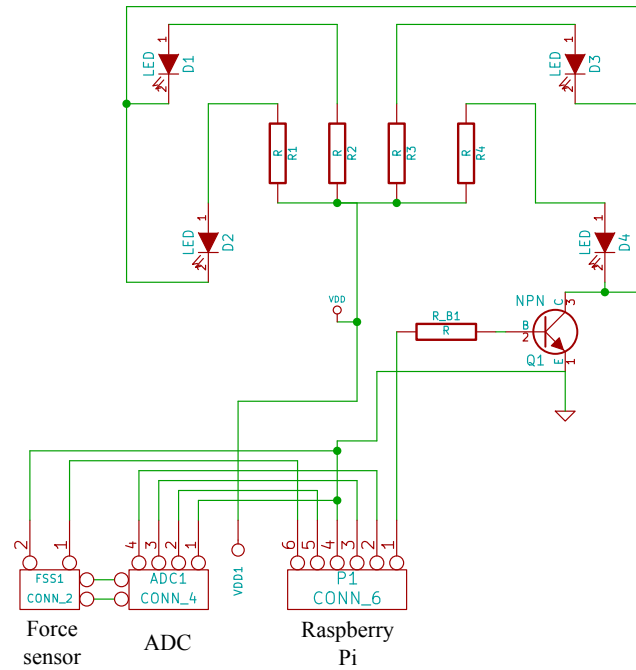 1
LED
D1
2
1
LED
D3
2
R
R1
R
R2
R
R3
R
R4
1
LED
D2
2
1
LED
D4
2
VDD
R_B1
R
NPN
C
3
B
2
Q1
E
1
2
1
4
3
2
1
VDD1
6
5
4
3
2
1
FSS1
CONN_2
ADC1
CONN_4
P1
CONN_6
Force
sensor
ADC
Raspberry
Pi